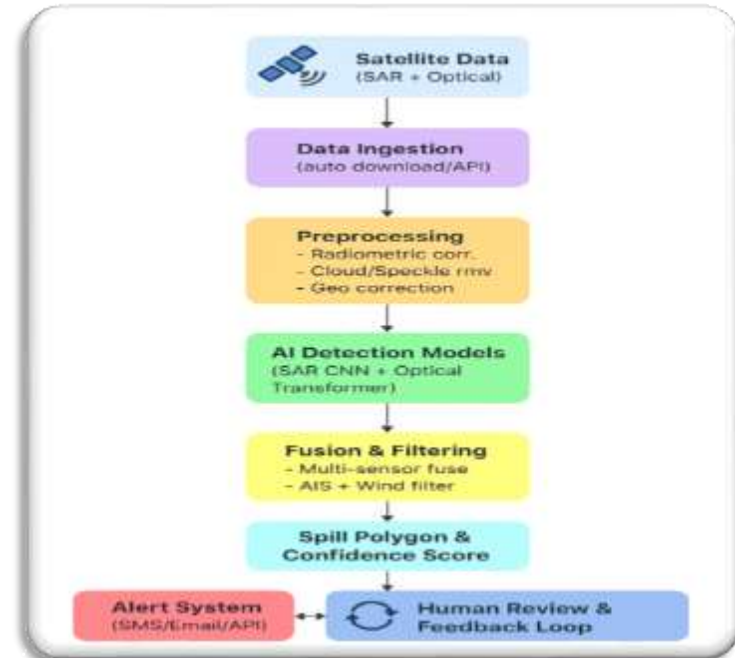 Satellite Data
(SAR + Optical)
Data Ingestion
(auto download/API)
Preprocessing
- Radiometric corr.
- Cloud/Speckle rmv
- Geo correction
AI Detection Models
(SAR CNN + Optical
Transformer)
Fusion & Filtering
- Multi-sensor fuse
- AIS + Wind filter
Spill Polygon &
Confidence Score
Alert System
(SMS/Email/API)
Human Review &
Feedback Loop